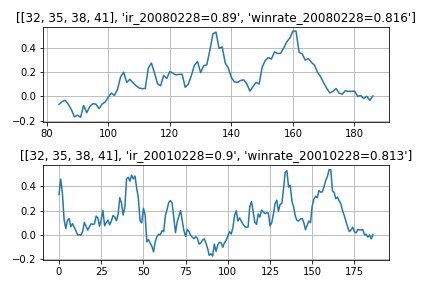 [[32, 35, 38, 41], 'ir_20080228=0.89', 'winrate_20080228=0.816']
0.4
0.2
0.0
−0.2
80 100 120 140 160 180
[[32, 35, 38, 41], 'ir_20010228=0.9', 'winrate_20010228=0.813']
0.4
0.2
0.0
−0.2
0 25 50 75 100 125 150 175